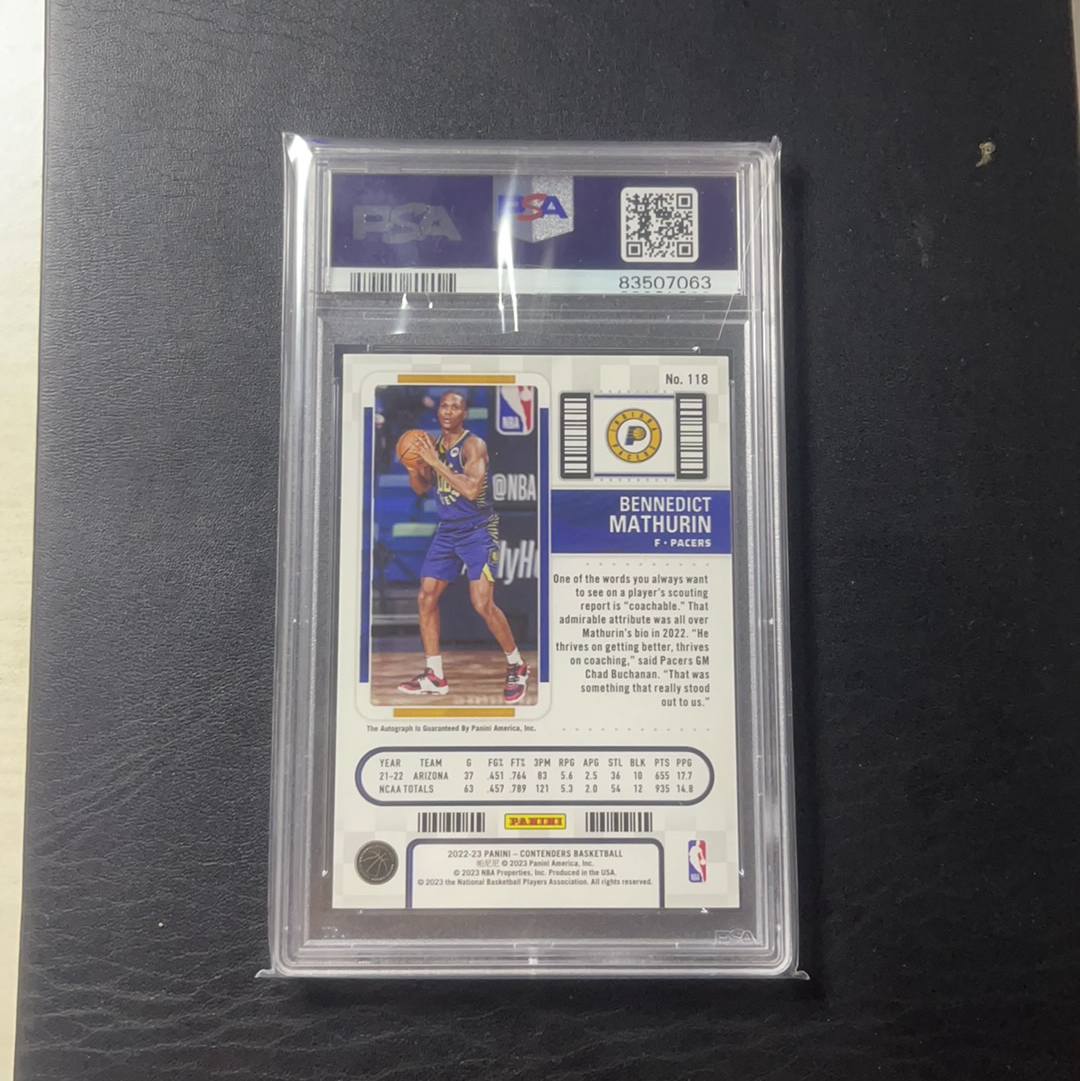 PSA
PSA
83507063
No. 118
NBA
INDIANA
PACERS
@NBA
BENNEDICT
MATHURIN
F • PACERS
One of the words you always want
to see on a player's scouting
report is "coachable." That
admirable attribute was all over
Mathurin's bio in 2022. "He
thrives on getting better, thrives
on coaching," said Pacers GM
Chad Buchanan. "That was
something that really stood
out to us."
The Autograph Is Guaranteed By Panini America, Inc.
YEAR TEAM G FG% FT% 3PM RPG APG STL BLK PTS PPG
21-22 ARIZONA 37 .451 .764 83 5.6 2.5 36 10 655 17.7
NCAA TOTALS 63 .457 .789 121 5.3 2.0 54 12 935 14.8
PANINI
2022-23 PANINI – CONTENDERS BASKETBALL
© 2023 Panini America, Inc.
© 2023 NBA Properties, Inc. Produced in the USA.
© 2023 the National Basketball Players Association. All rights reserved.
NBA
PSA